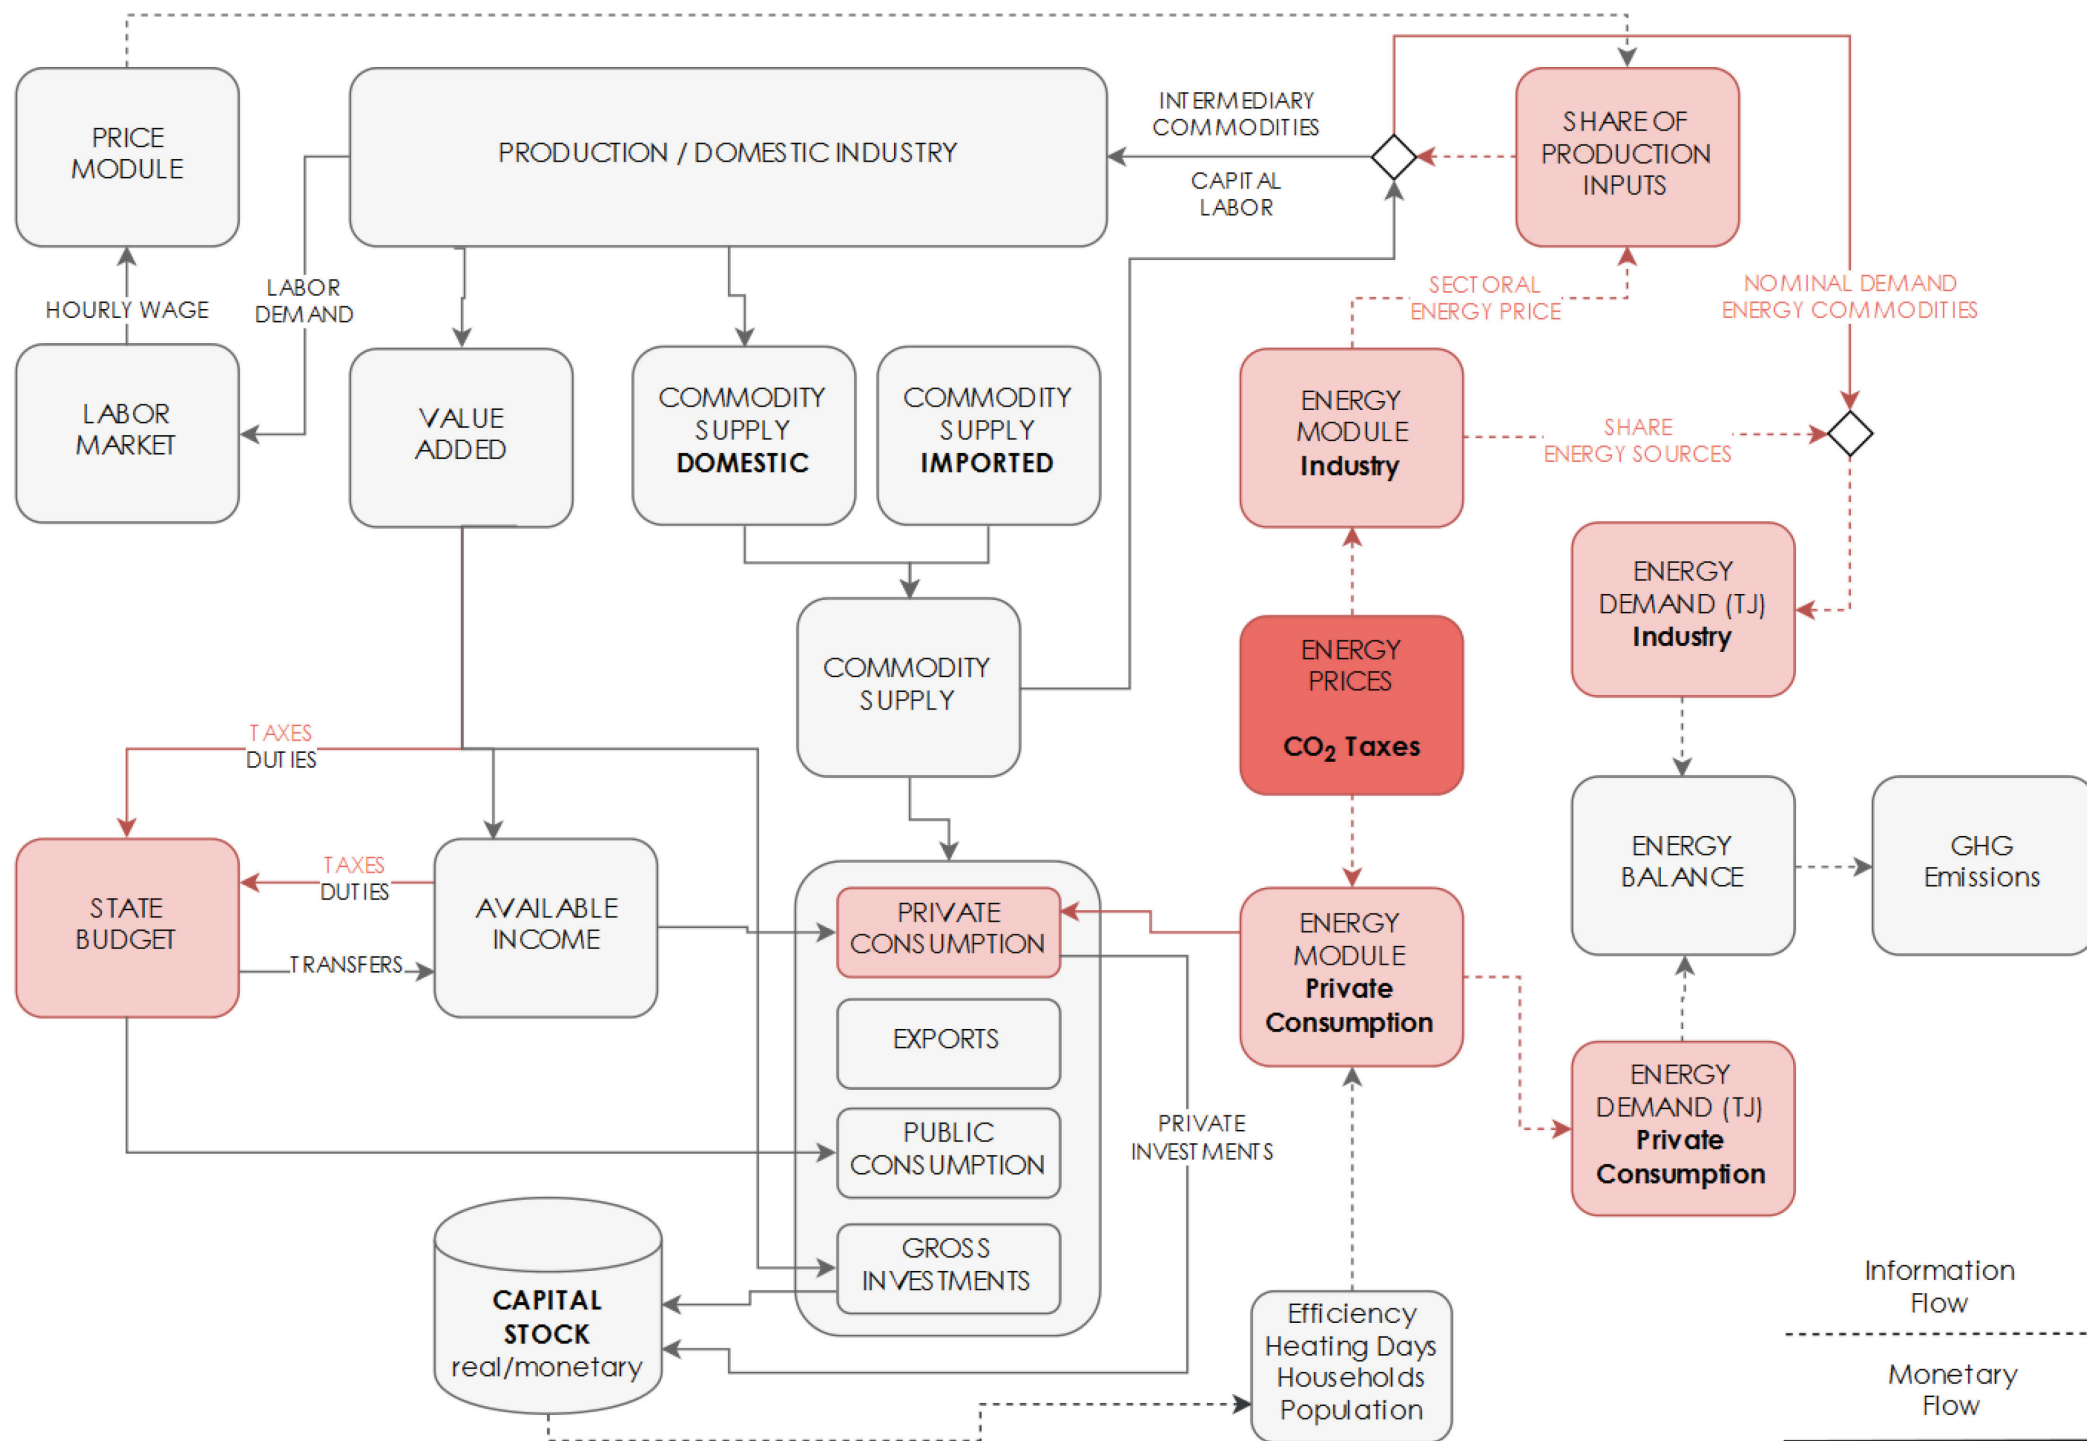 PRICE
MODULE
PRODUCTION / DOMESTIC INDUSTRY
INTERMEDIARY
COMMODITIES
CAPITAL
LABOR
SHARE OF
PRODUCTION
INPUTS
HOURLY WAGE
LABOR
DEMAND
SECTORAL
ENERGY PRICE
NOMINAL DEMAND
ENERGY COMMODITIES
LABOR
MARKET
VALUE
ADDED
COMMODITY
SUPPLY
DOMESTIC
COMMODITY
SUPPLY
IMPORTED
ENERGY
MODULE
Industry
SHARE
ENERGY SOURCES
ENERGY
DEMAND (TJ)
Industry
COMMODITY
SUPPLY
ENERGY
PRICES
CO₂ Taxes
TAXES
DUTIES
STATE
BUDGET
TAXES
DUTIES
TRANSFERS
AVAILABLE
INCOME
PRIVATE
CONSUMPTION
EXPORTS
PUBLIC
CONSUMPTION
GROSS
INVESTMENTS
ENERGY
MODULE
Private
Consumption
ENERGY
BALANCE
GHG
Emissions
PRIVATE
INVESTMENTS
ENERGY
DEMAND (TJ)
Private
Consumption
CAPITAL
STOCK
real/monetary
Efficiency
Heating Days
Households
Population
Information
Flow
Monetary
Flow